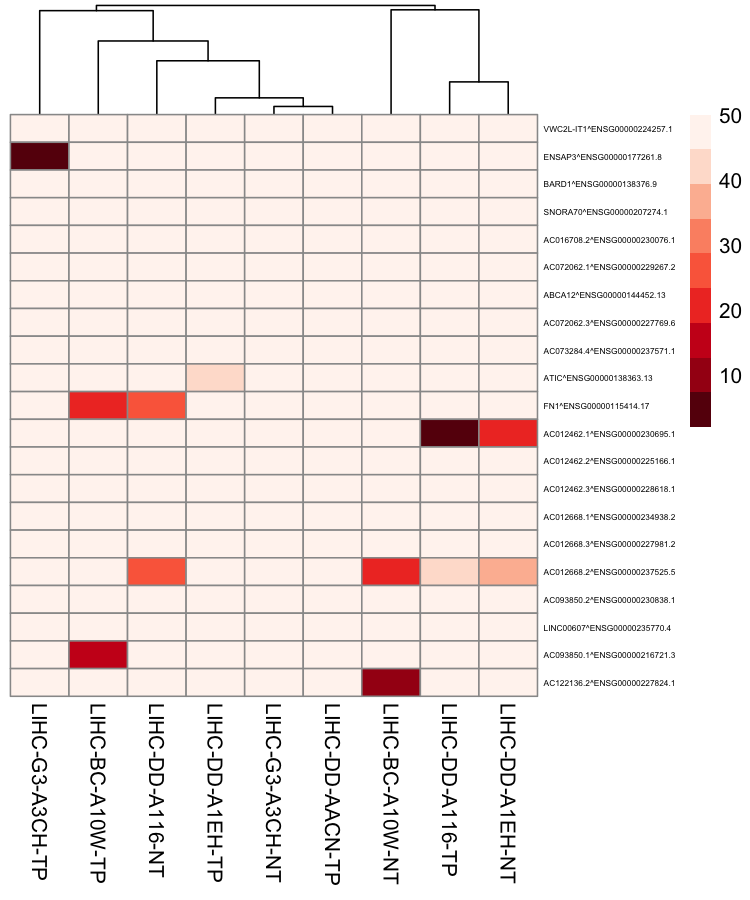 VWC2L-IT1^ENSG00000224257.1
ENSAP3^ENSG00000177261.8
BARD1^ENSG00000138376.9
SNORA70^ENSG00000207274.1
AC016708.2^ENSG00000230076.1
AC072062.1^ENSG00000229267.2
ABCA12^ENSG00000144452.13
AC072062.3^ENSG00000227769.6
AC073284.4^ENSG00000237571.1
ATIC^ENSG00000138363.13
FN1^ENSG00000115414.17
AC012462.1^ENSG00000230695.1
AC012462.2^ENSG00000225166.1
AC012462.3^ENSG00000228618.1
AC012668.1^ENSG00000234938.2
AC012668.3^ENSG00000227981.2
AC012668.2^ENSG00000237525.5
AC093850.2^ENSG00000230838.1
LINC00607^ENSG00000235770.4
AC093850.1^ENSG00000216721.3
AC122136.2^ENSG00000227824.1
50
40
30
20
10
LIHC-G3-A3CH-TP
LIHC-BC-A10W-TP
LIHC-DD-A116-NT
LIHC-DD-A1EH-TP
LIHC-G3-A3CH-NT
LIHC-DD-AACN-TP
LIHC-BC-A10W-NT
LIHC-DD-A116-TP
LIHC-DD-A1EH-NT